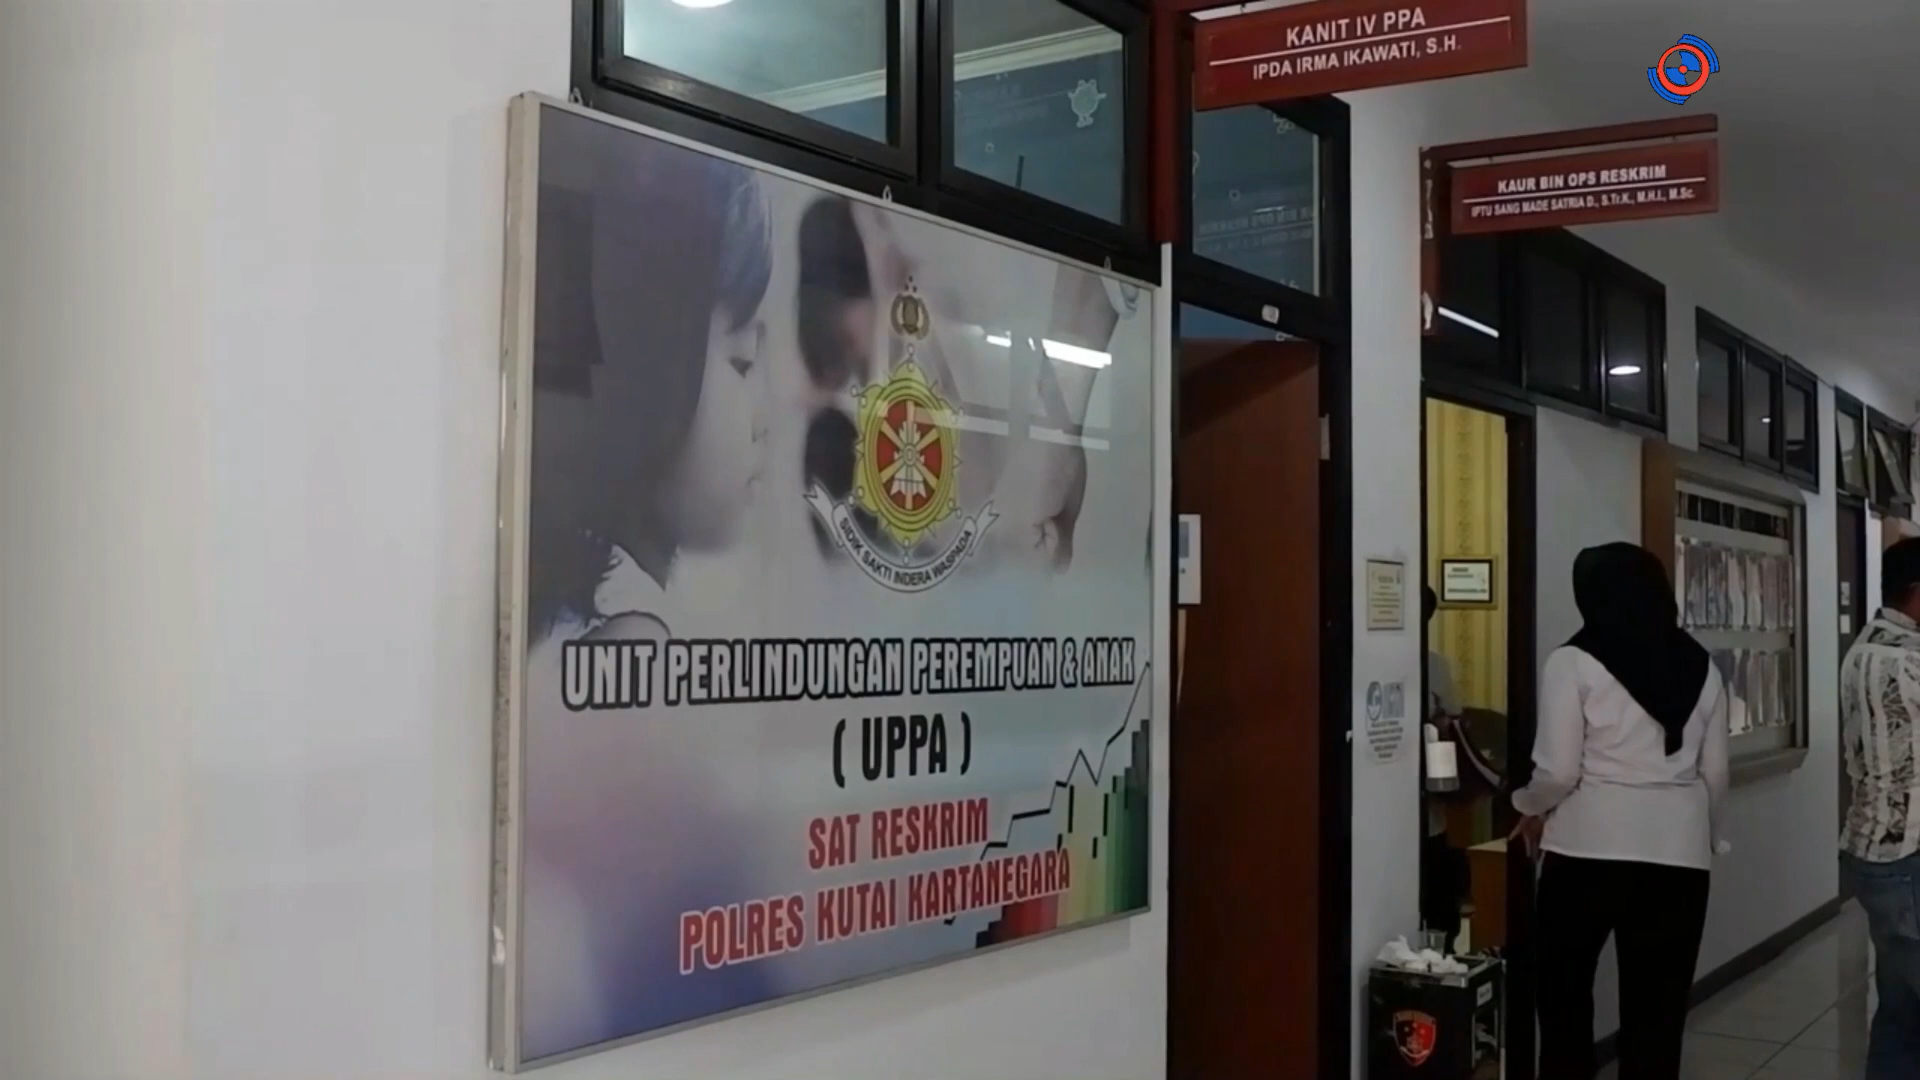 KANIT IV PPA
IPDA IRMA IKAWATI, S.H.
KAUR BIN OPS RESKRIM
IPTU SANG MADE SATRIA D., S.Tr.K., M.H.I., M.Sc.
SIDIK SAKTI INDERA WASPADA
UNIT PERLINDUNGAN PEREMPUAN & ANAK
( UPPA )
SAT RESKRIM
POLRES KUTAI KARTANEGARA